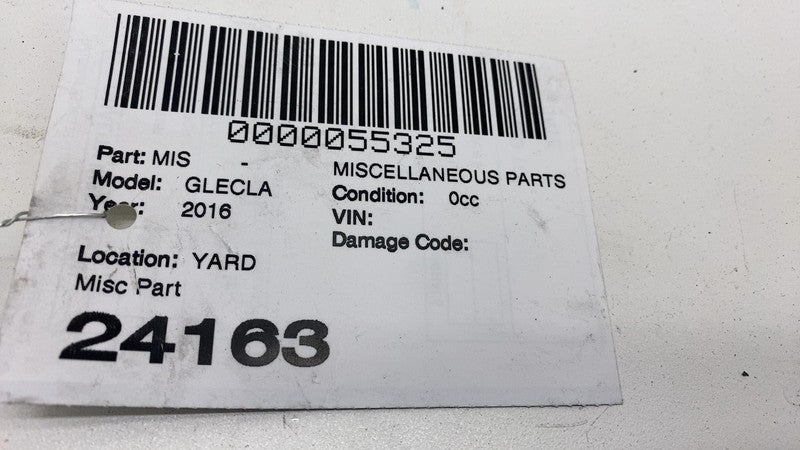 0000055325
Part: MIS - MISCELLANEOUS PARTS
Model: GLECLA Condition: 0cc
Year: 2016 VIN:
Damage Code:
Location: YARD
Misc Part
24163